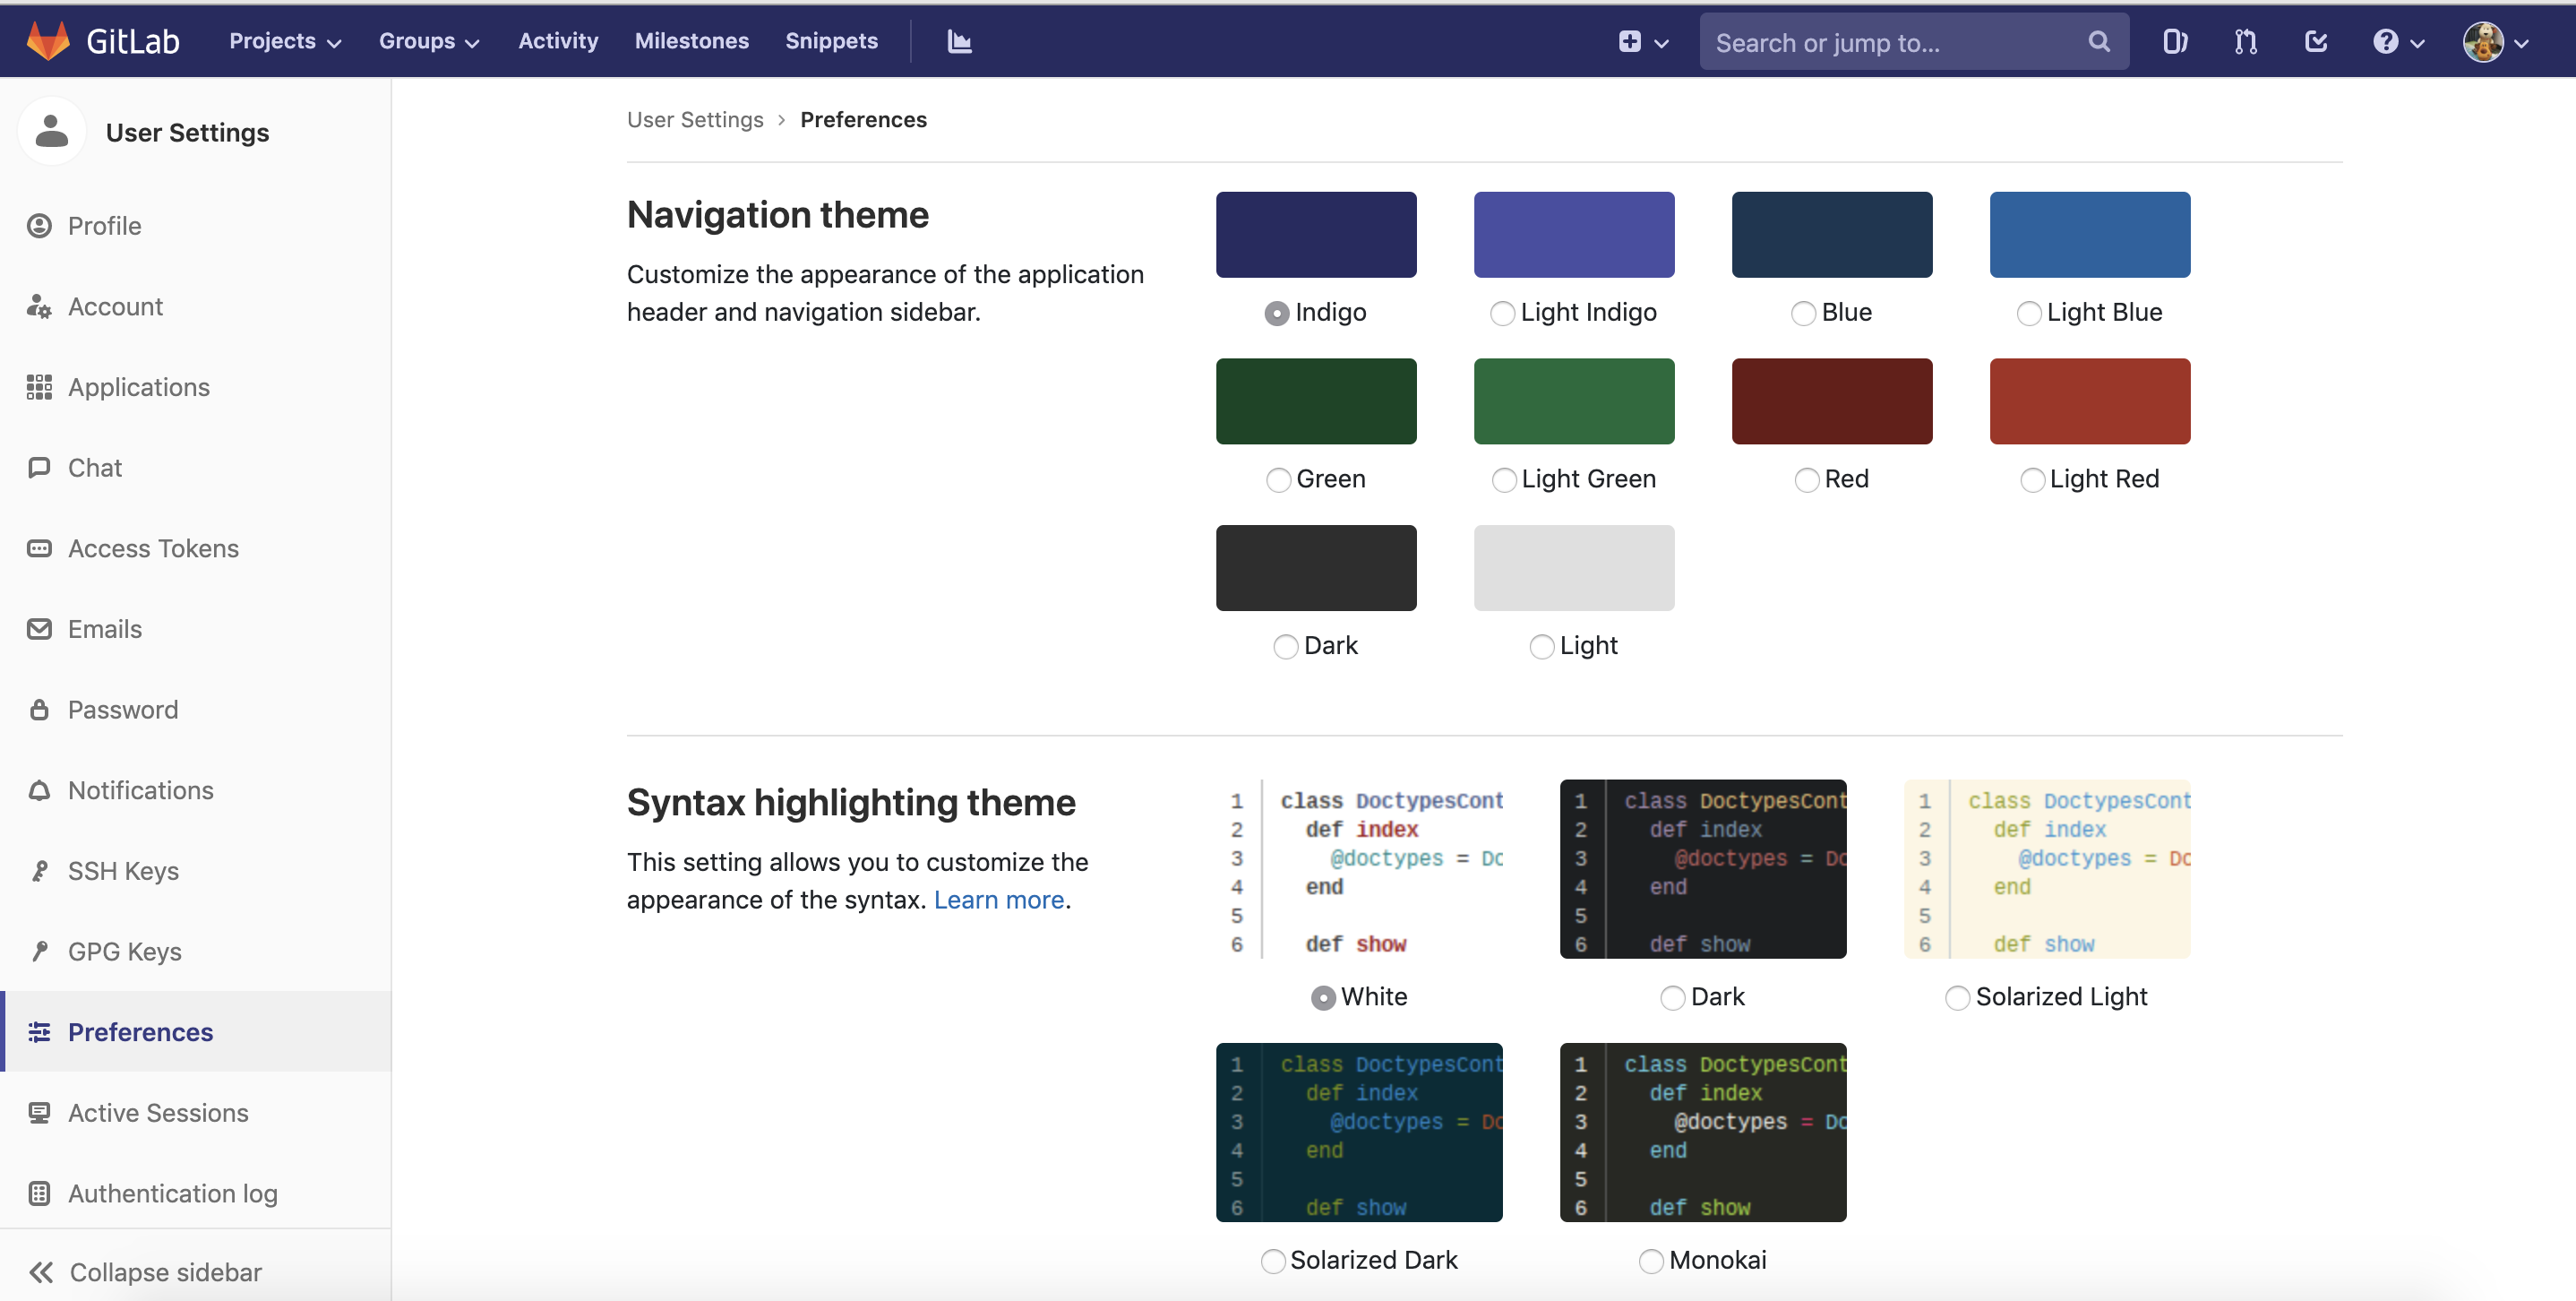 GitLab Projects Groups Activity Milestones Snippets Search or jump to...
User Settings
Profile
Account
Applications
Chat
Access Tokens
Emails
Password
Notifications
SSH Keys
GPG Keys
Preferences
Active Sessions
Authentication log
Collapse sidebar
User Settings › Preferences
Navigation theme
Customize the appearance of the application
header and navigation sidebar.
Indigo Light Indigo Blue Light Blue
Green Light Green Red Light Red
Dark Light
Syntax highlighting theme
This setting allows you to customize the
appearance of the syntax. Learn more.
1 class DoctypesCont
2 def index
3 @doctypes = Dc
4 end
5
6 def show
White
1 class DoctypesCont
2 def index
3 @doctypes = Dc
4 end
5
6 def show
Dark
1 class DoctypesCont
2 def index
3 @doctypes = Dc
4 end
5
6 def show
Solarized Light
1 class DoctypesCont
2 def index
3 @doctypes = Dc
4 end
5
6 def show
Solarized Dark
1 class DoctypesCont
2 def index
3 @doctypes = Dc
4 end
5
6 def show
Monokai